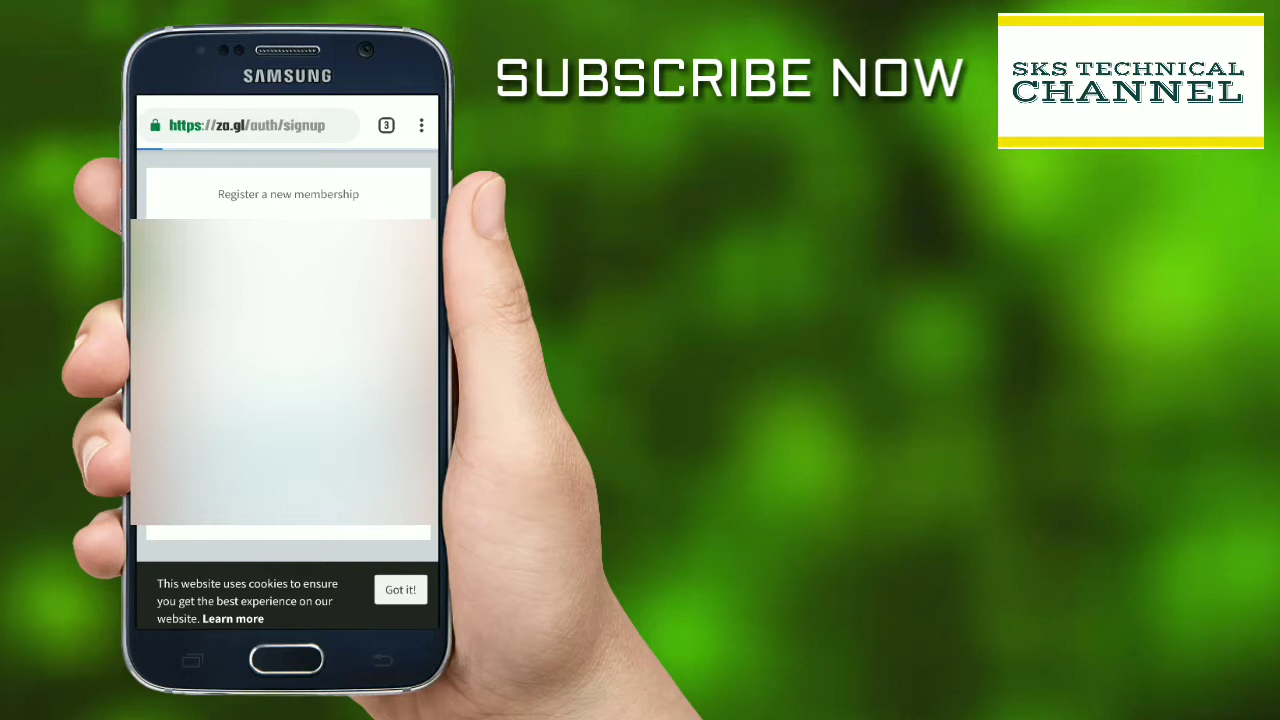 SAMSUNG
https://za.gl/auth/signup
3
Register a new membership
This website uses cookies to ensure
you get the best experience on our
website. Learn more
Got it!
SUBSCRIBE NOW
SKS TECHNICAL
CHANNEL